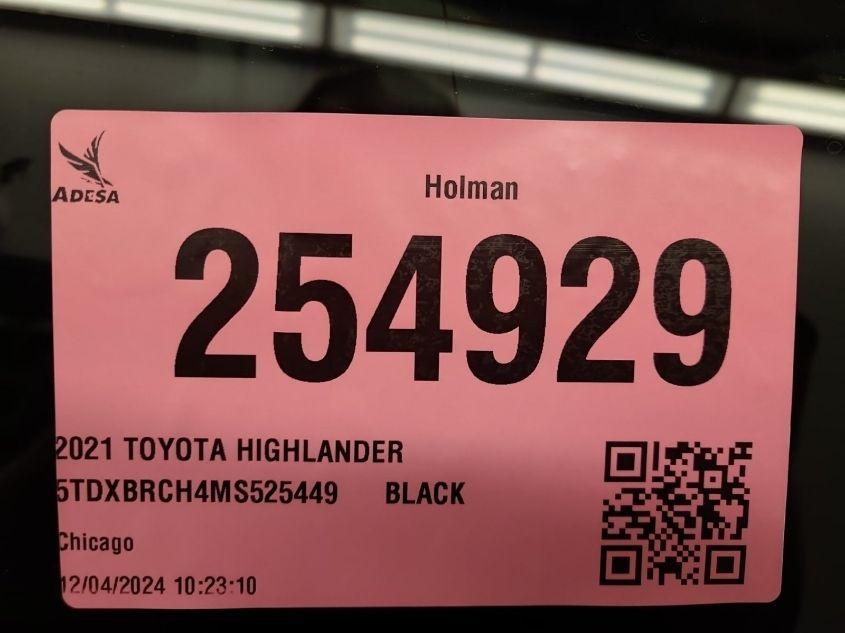 ADESA
Holman
254929
2021 TOYOTA HIGHLANDER
5TDXBRCH4MS525449 BLACK
Chicago
12/04/2024 10:23:10